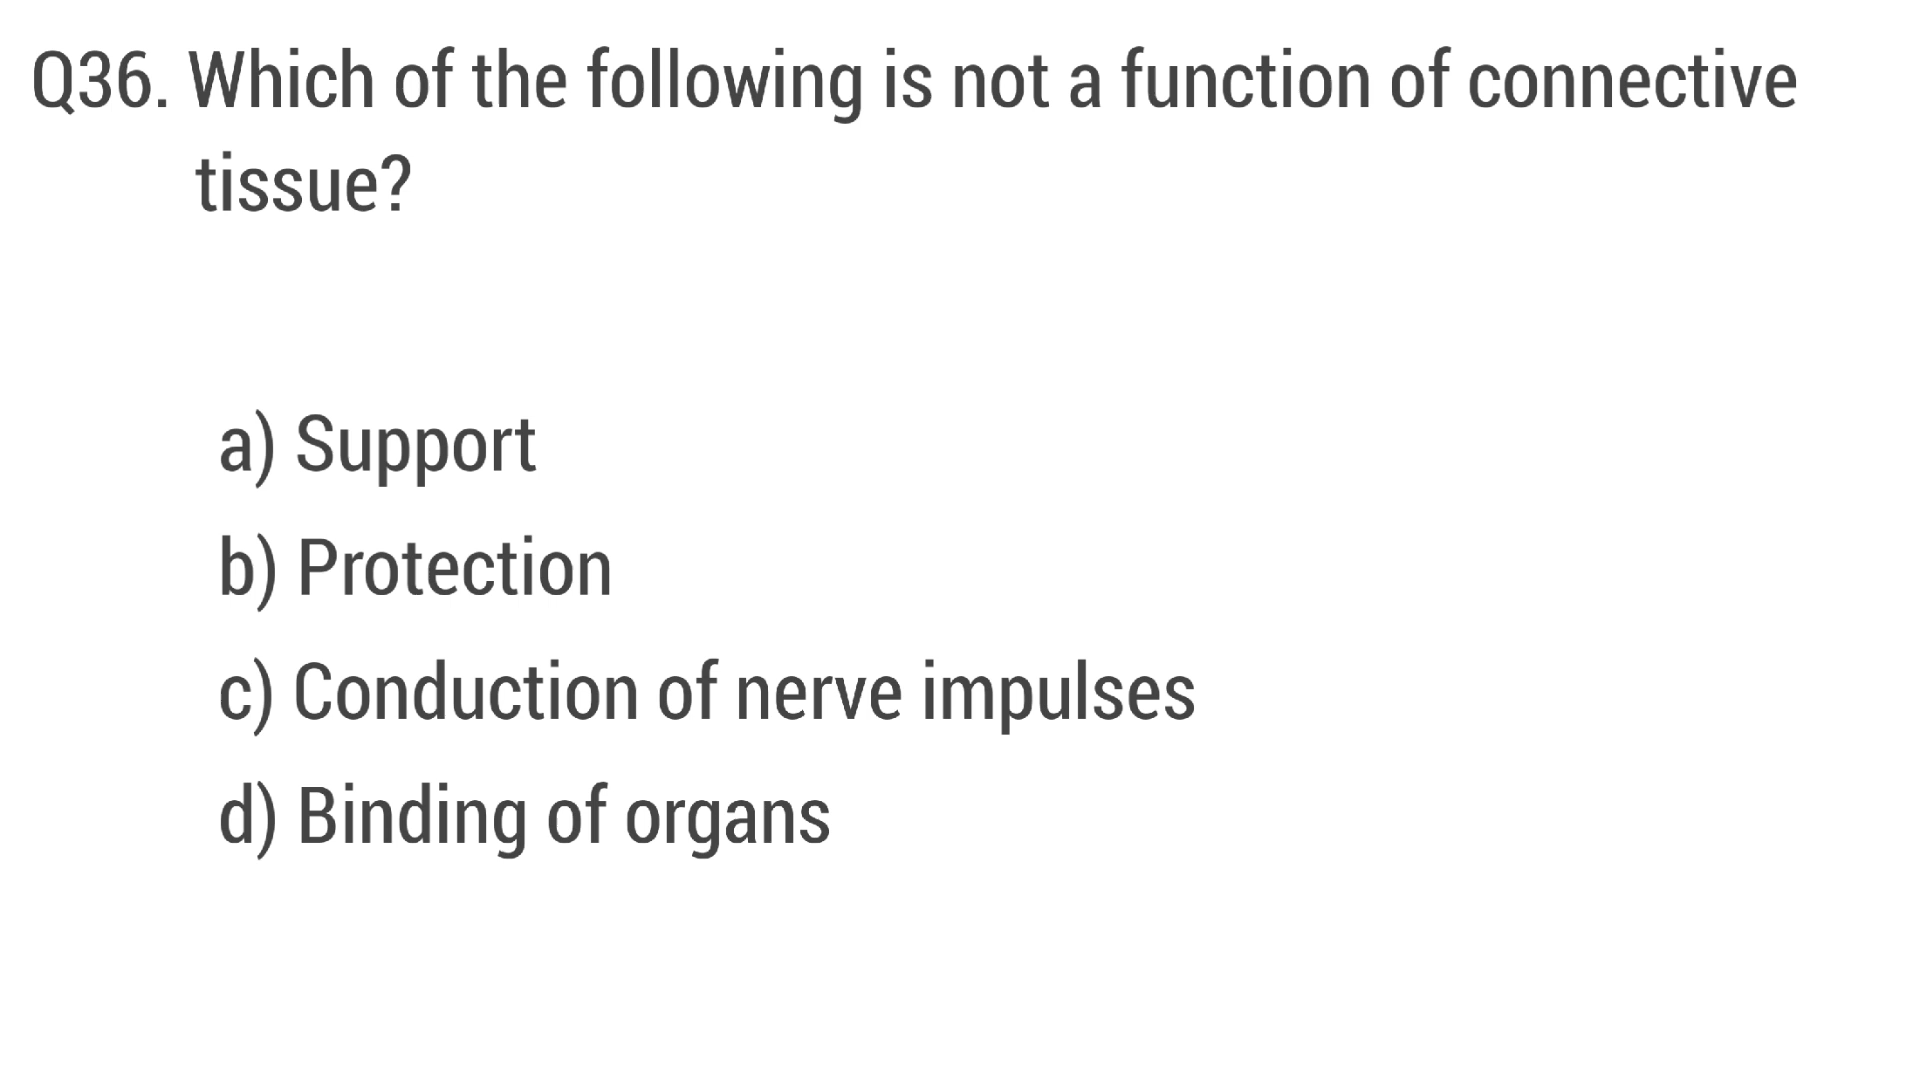 Q36. Which of the following is not a function of connective
tissue?
a) Support
b) Protection
c) Conduction of nerve impulses
d) Binding of organs